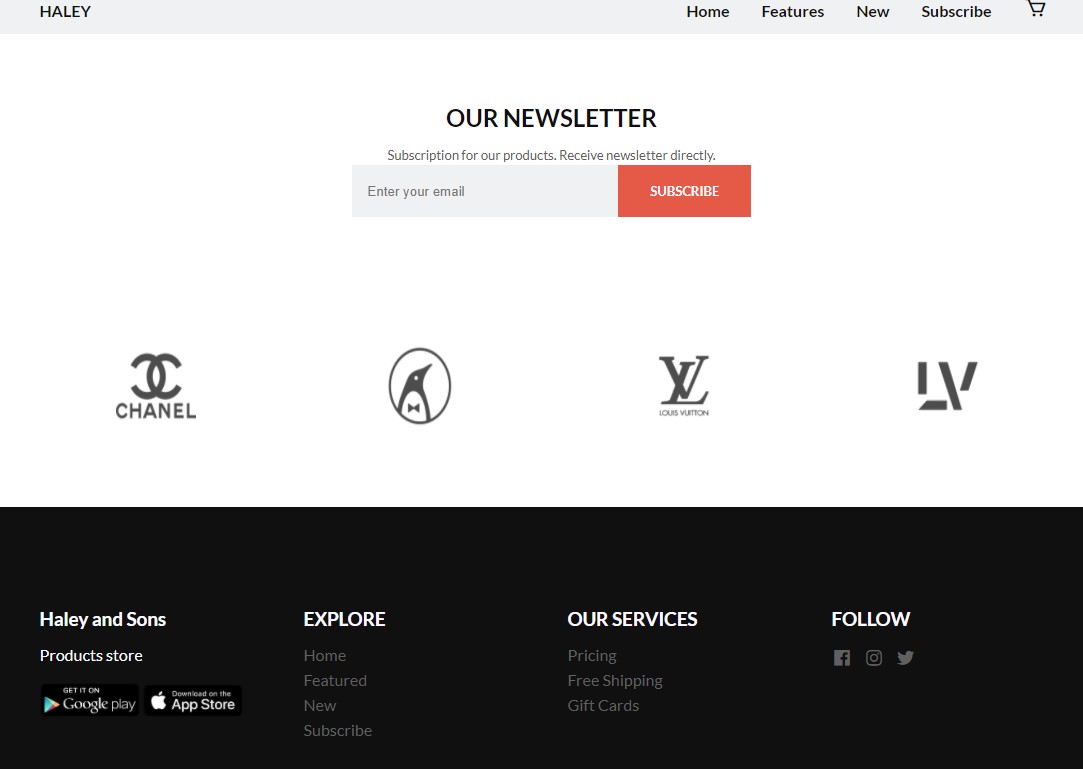 HALEY
Home Features New Subscribe
OUR NEWSLETTER
Subscription for our products. Receive newsletter directly.
Enter your email
SUBSCRIBE
CHANEL
LV
LOUIS VUITTON
LV
Haley and Sons
Products store
GET IT ON
Google play
Download on the
App Store
EXPLORE
Home
Featured
New
Subscribe
OUR SERVICES
Pricing
Free Shipping
Gift Cards
FOLLOW